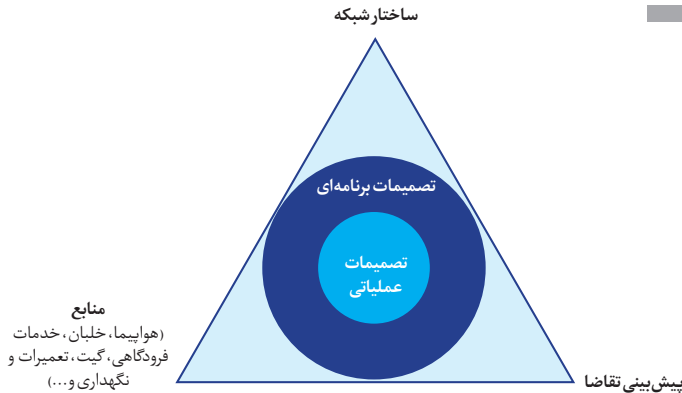 ساختار شبکه
تصمیمات برنامه‌ای
تصمیمات
عملیاتی
منابع
(هواپیما، خلبان، خدمات
فرودگاهی، گیت، تعمیرات و
نگهداری و...)
پیش‌بینی تقاضا